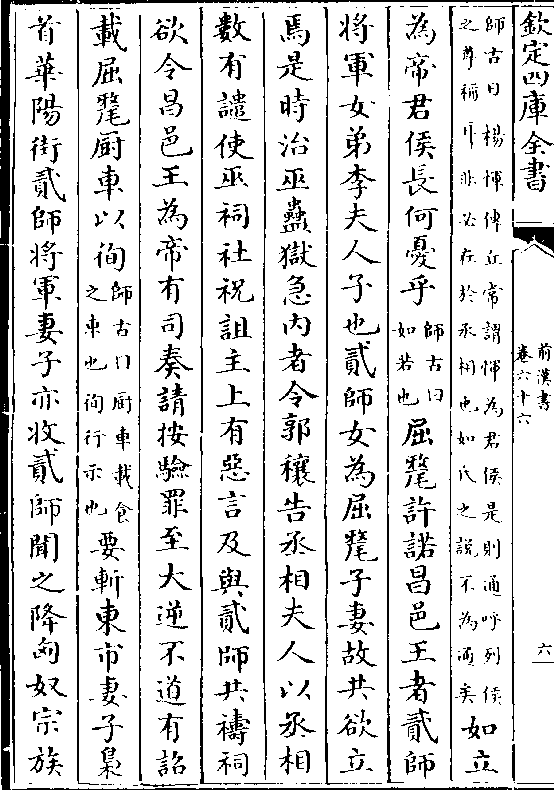 欽定四庫全書
前漢書
卷六十六
六
師古曰楊惲傳丘常謂惲為君侯是則通呼列侯
之尊稱耳非必在於丞相也如氏之說不為通矣
如立
為帝君侯長何憂乎
師古曰
如若也
屈氂許諾昌邑王者貳師
將軍女弟李夫人子也貳師女為屈氂子妻故共欲立
焉是時治巫蠱獄急內者令郭穰告丞相夫人以丞相
數有譴使巫祠社祝詛主上有惡言及與貳師共禱祠
欲令昌邑王為帝有司奏請按驗罪至大逆不道有詔
載屈氂厨車以徇
師古曰厨車載食
之車也徇行示也
要斬東市妻子梟
首華陽街貳師將軍妻子亦收貳師聞之降匈奴宗族